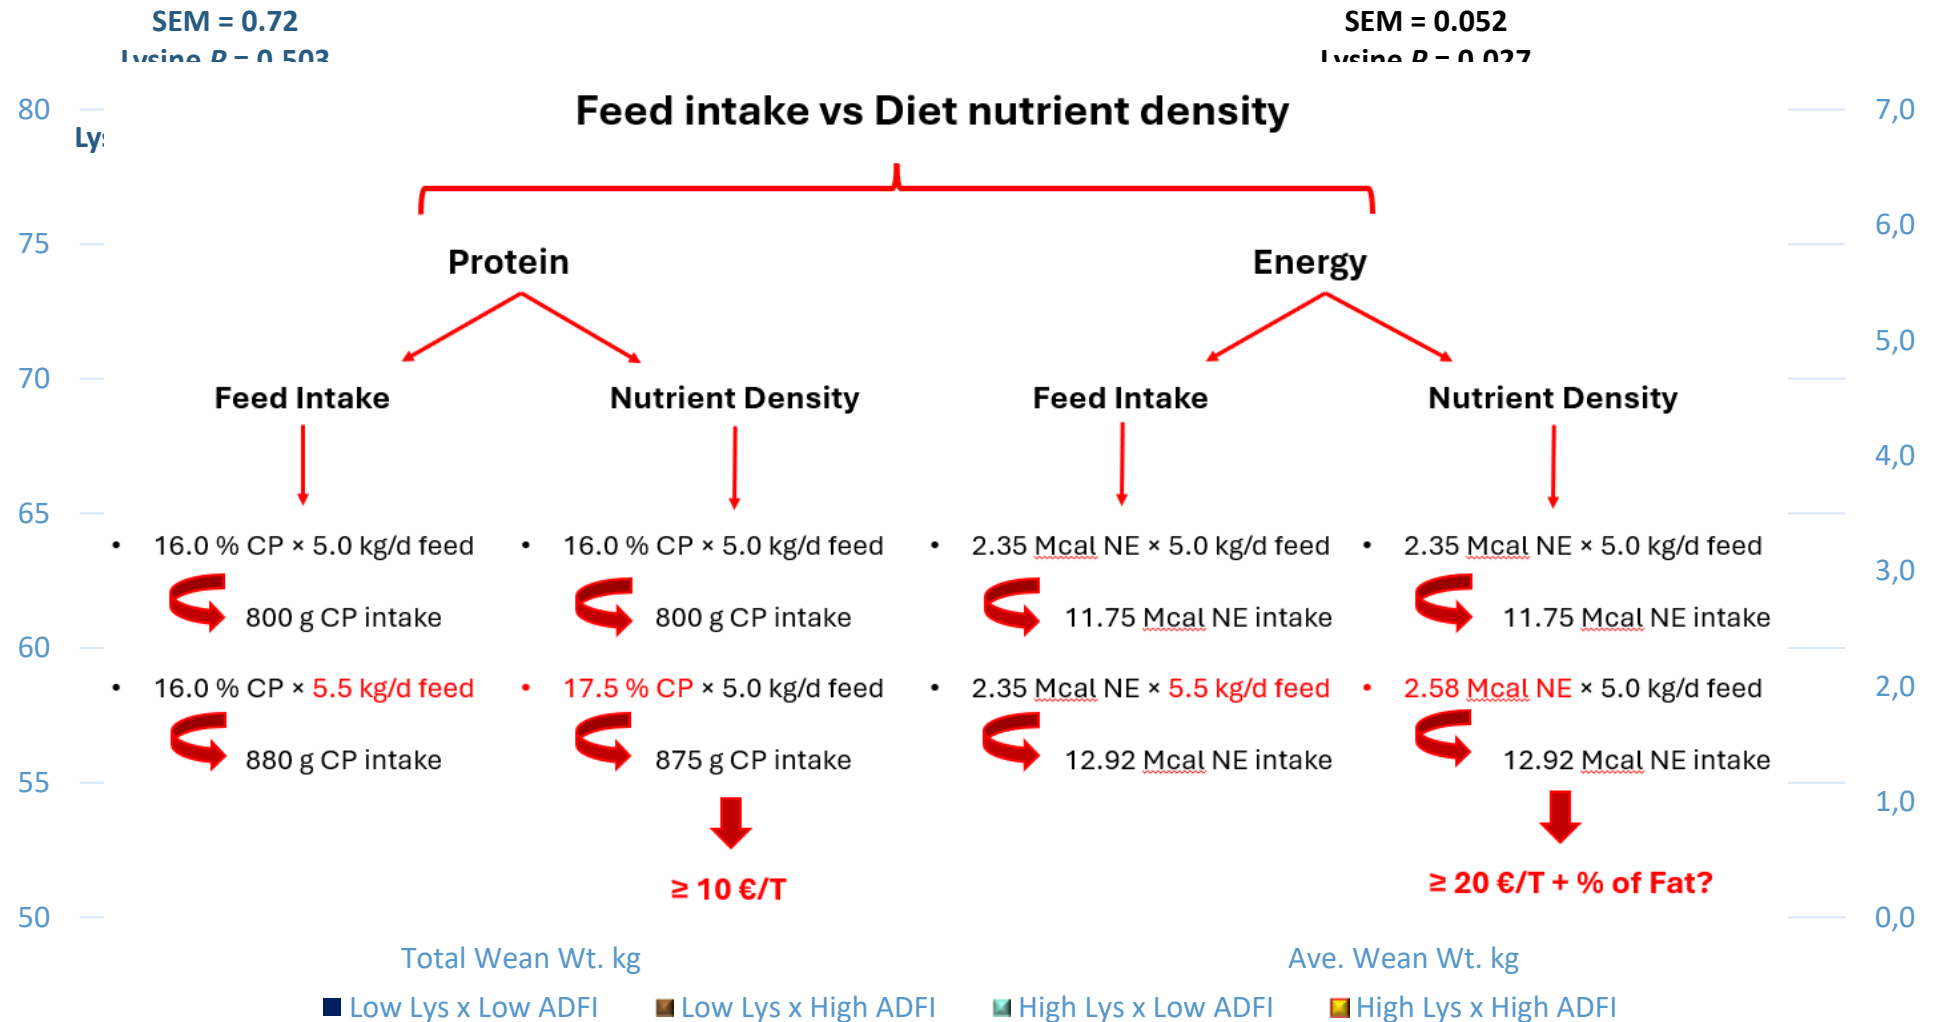 SEM = 0.72
SEM = 0.052
Lysine P = 0.503
Lysine P = 0.027
Feed intake vs Diet nutrient density
80
75
70
65
60
55
50
7,0
6,0
5,0
4,0
3,0
2,0
1,0
0,0
Lys
Protein
Energy
Feed Intake
Nutrient Density
Feed Intake
Nutrient Density
• 16.0 % CP × 5.0 kg/d feed
800 g CP intake
• 16.0 % CP × 5.5 kg/d feed
880 g CP intake
• 16.0 % CP × 5.0 kg/d feed
800 g CP intake
• 17.5 % CP × 5.0 kg/d feed
875 g CP intake
≥ 10 €/T
• 2.35 Mcal NE × 5.0 kg/d feed
11.75 Mcal NE intake
• 2.35 Mcal NE × 5.5 kg/d feed
12.92 Mcal NE intake
• 2.35 Mcal NE × 5.0 kg/d feed
11.75 Mcal NE intake
• 2.58 Mcal NE × 5.0 kg/d feed
12.92 Mcal NE intake
≥ 20 €/T + % of Fat?
Total Wean Wt. kg
Ave. Wean Wt. kg
Low Lys x Low ADFI
Low Lys x High ADFI
High Lys x Low ADFI
High Lys x High ADFI